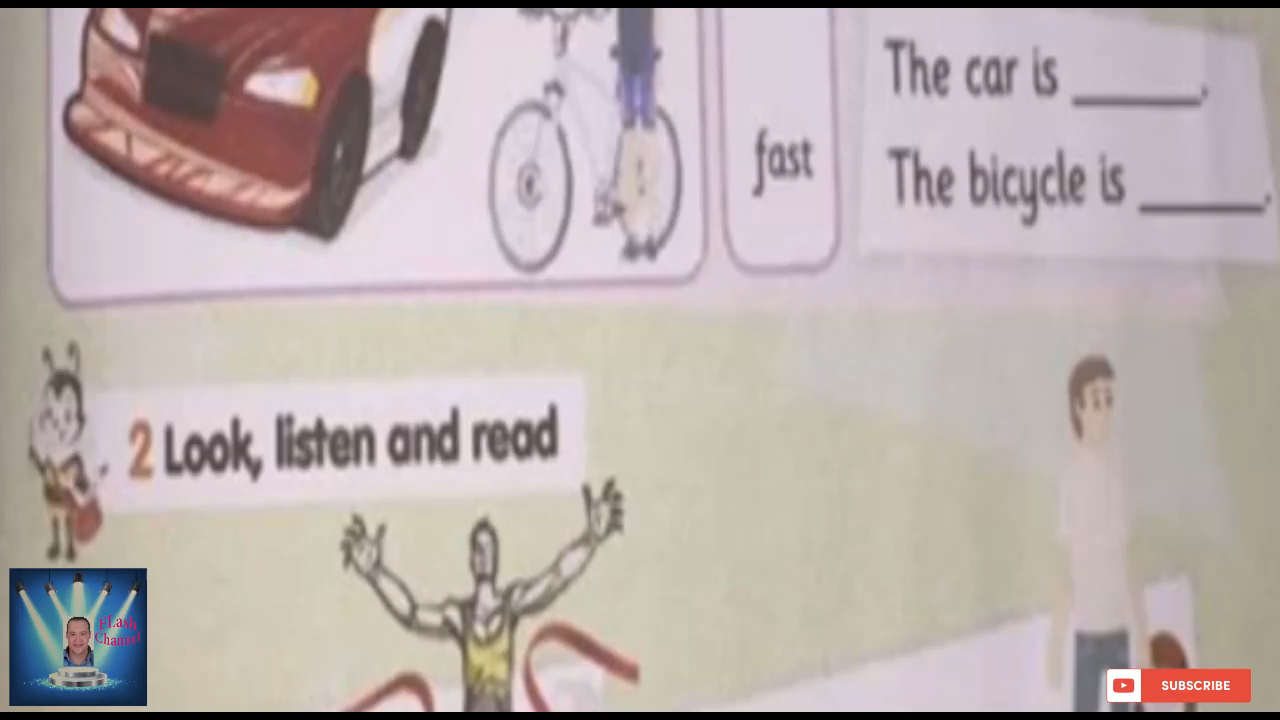 The car is ______.
fast
The bicycle is ______.
2 Look, listen and read
FLash
Channel
SUBSCRIBE